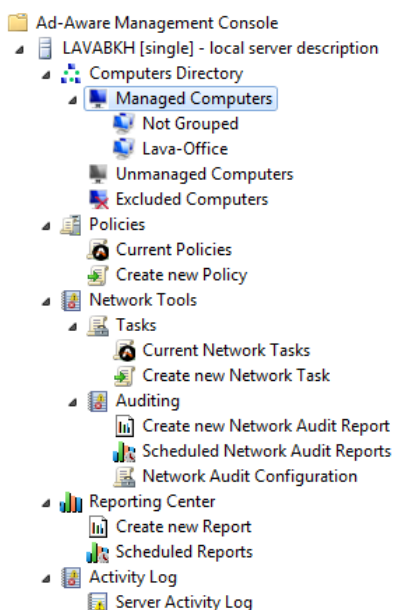 Ad-Aware Management Console
LAVABKH [single] - local server description
Computers Directory
Managed Computers
Not Grouped
Lava-Office
Unmanaged Computers
Excluded Computers
Policies
Current Policies
Create new Policy
Network Tools
Tasks
Current Network Tasks
Create new Network Task
Auditing
Create new Network Audit Report
Scheduled Network Audit Reports
Network Audit Configuration
Reporting Center
Create new Report
Scheduled Reports
Activity Log
Server Activity Log